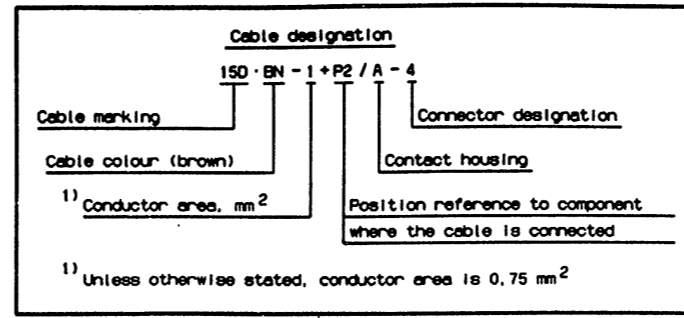 Cable designation
15D · BN - 1 + P2 / A - 4
Cable marking
Connector designation
Cable colour (brown)
Contact housing
1) Conductor area, mm2
Position reference to component
where the cable is connected
1) Unless otherwise stated, conductor area is 0,75 mm2